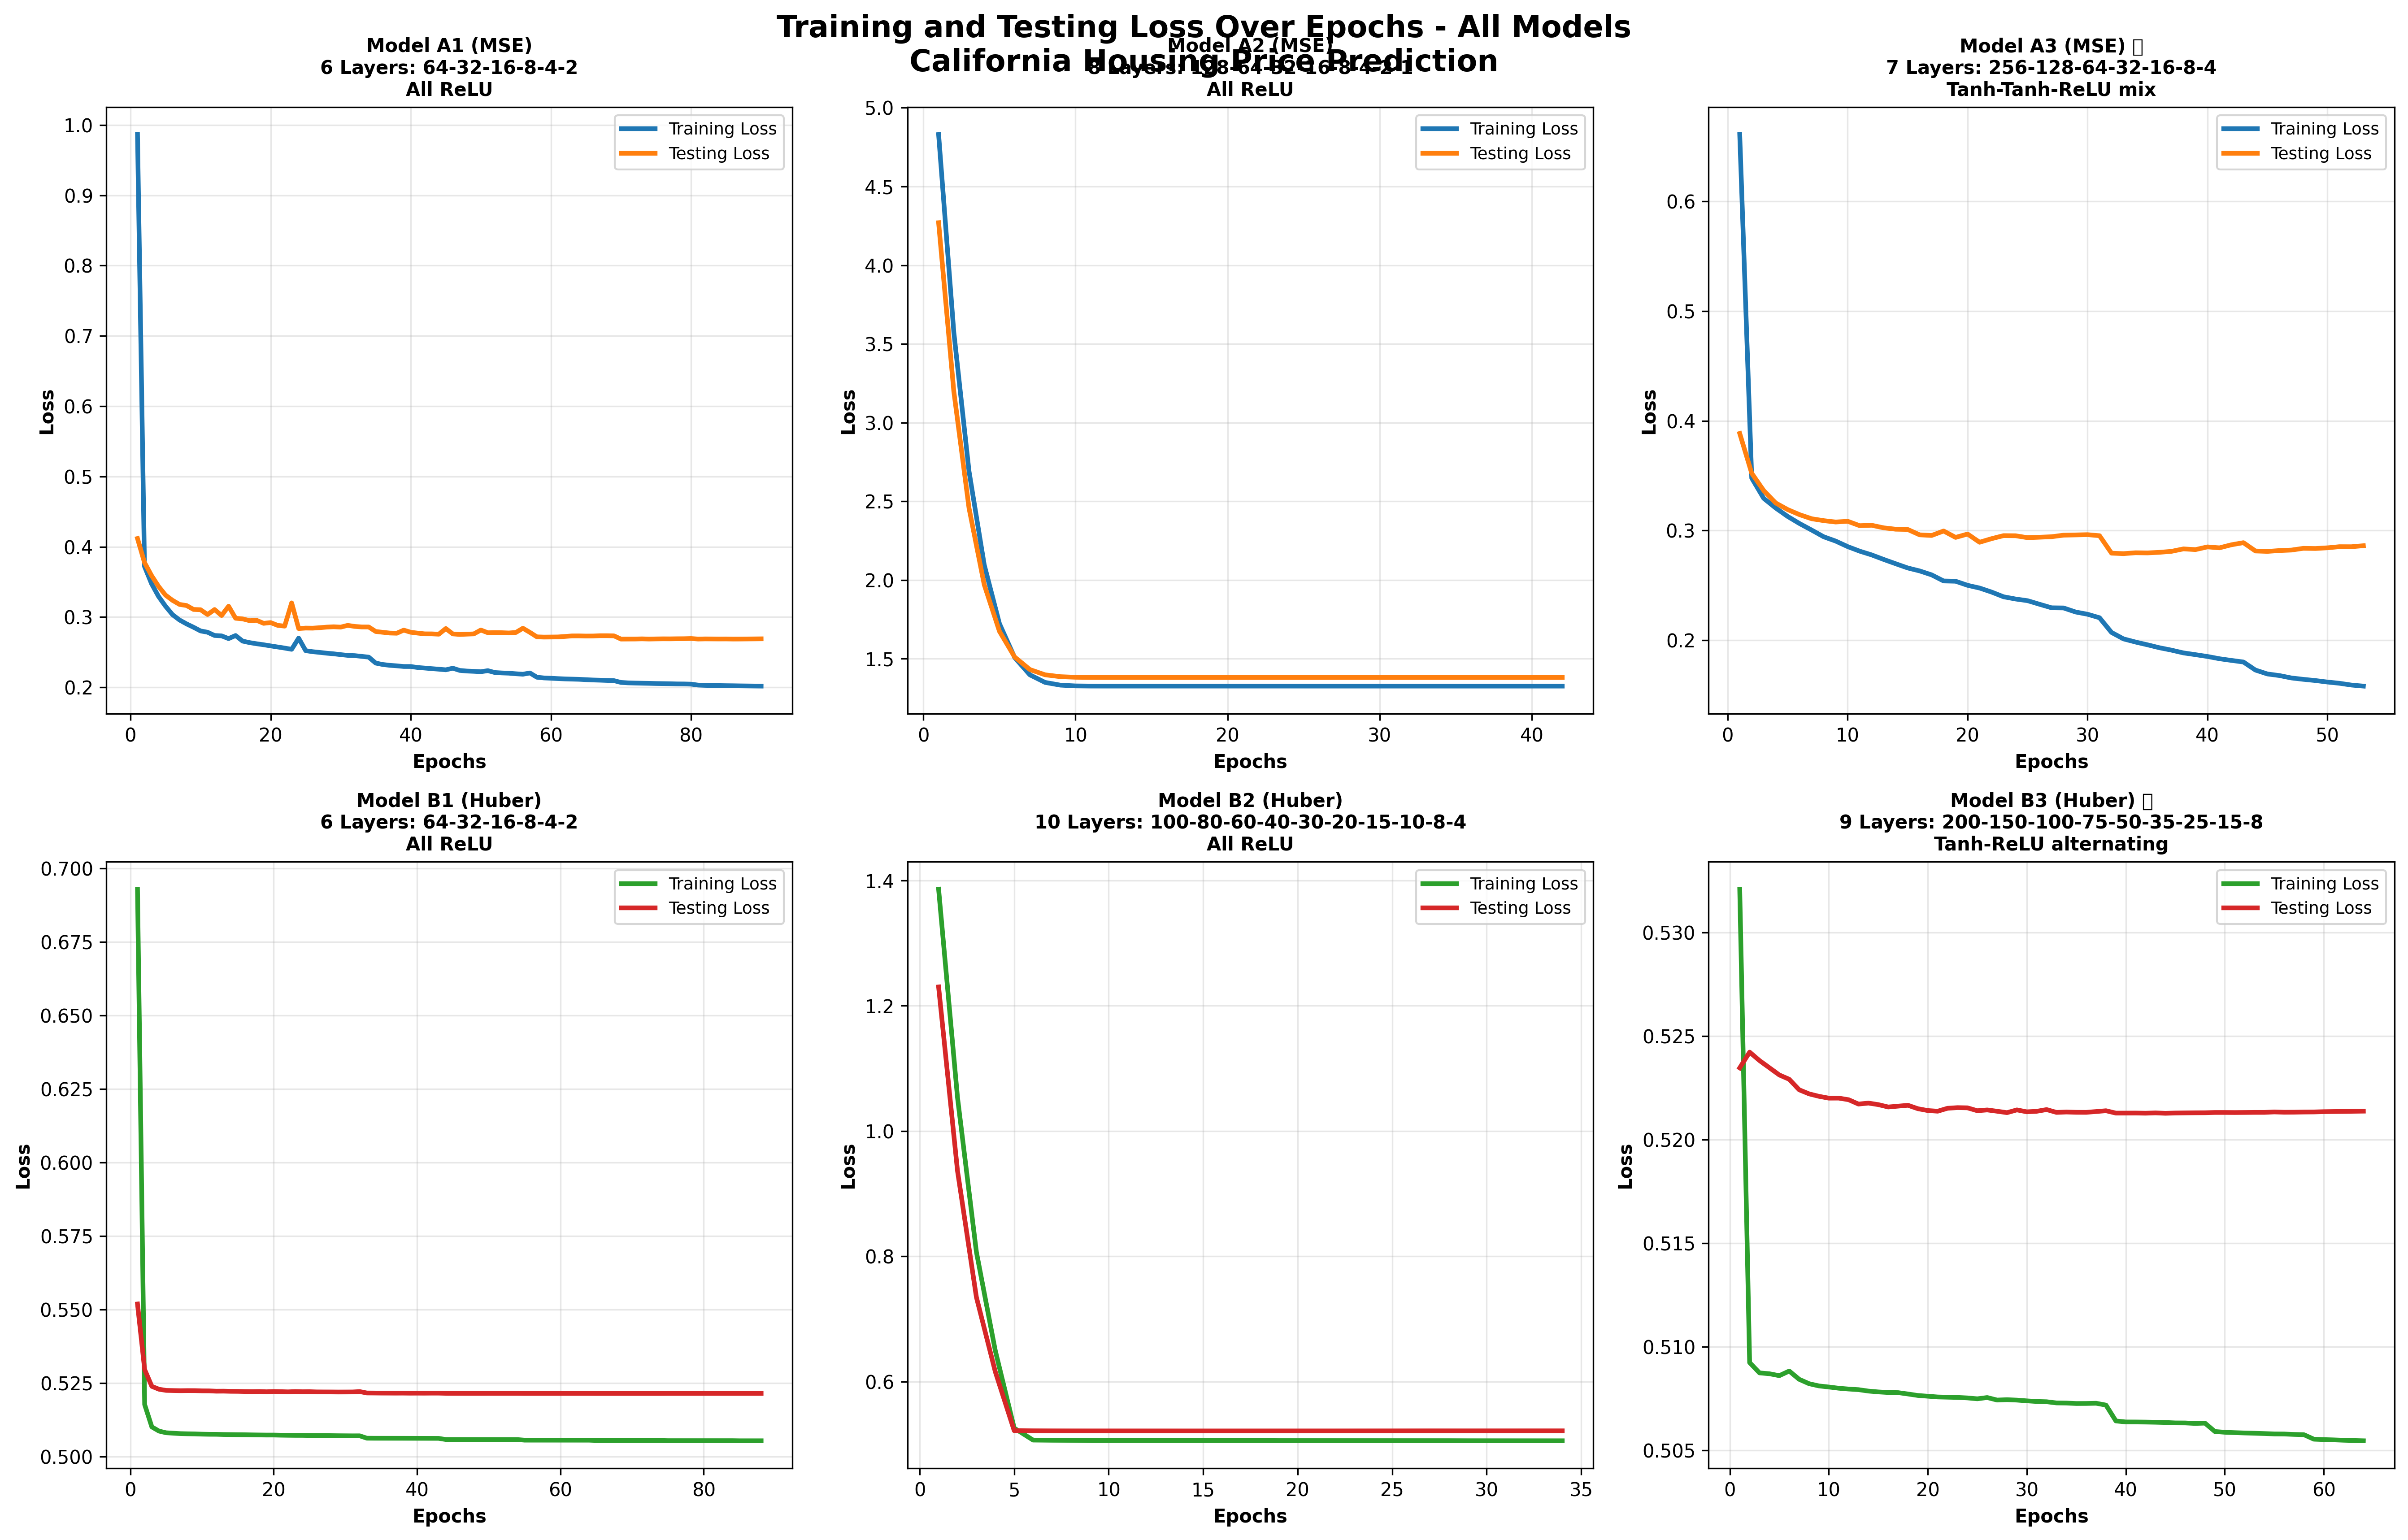 Training and Testing Loss Over Epochs - All Models
California Housing Price Prediction
Model A1 (MSE)
6 Layers: 64-32-16-8-4-2
All ReLU
1.0
0.9
0.8
0.7
0.6
0.5
0.4
0.3
0.2
Loss
0 20 40 60 80
Epochs
Training Loss
Testing Loss
Model A2 (MSE)
8 Layers: 128-64-32-16-8-4-2-1
All ReLU
5.0
4.5
4.0
3.5
3.0
2.5
2.0
1.5
Loss
0 10 20 30 40
Epochs
Training Loss
Testing Loss
Model A3 (MSE)
7 Layers: 256-128-64-32-16-8-4
Tanh-Tanh-ReLU mix
0.6
0.5
0.4
0.3
0.2
Loss
0 10 20 30 40 50
Epochs
Training Loss
Testing Loss
Model B1 (Huber)
6 Layers: 64-32-16-8-4-2
All ReLU
0.700
0.675
0.650
0.625
0.600
0.575
0.550
0.525
0.500
Loss
0 20 40 60 80
Epochs
Training Loss
Testing Loss
Model B2 (Huber)
10 Layers: 100-80-60-40-30-20-15-10-8-4
All ReLU
1.4
1.2
1.0
0.8
0.6
Loss
0 5 10 15 20 25 30 35
Epochs
Training Loss
Testing Loss
Model B3 (Huber)
9 Layers: 200-150-100-75-50-35-25-15-8
Tanh-ReLU alternating
0.530
0.525
0.520
0.515
0.510
0.505
Loss
0 10 20 30 40 50 60
Epochs
Training Loss
Testing Loss